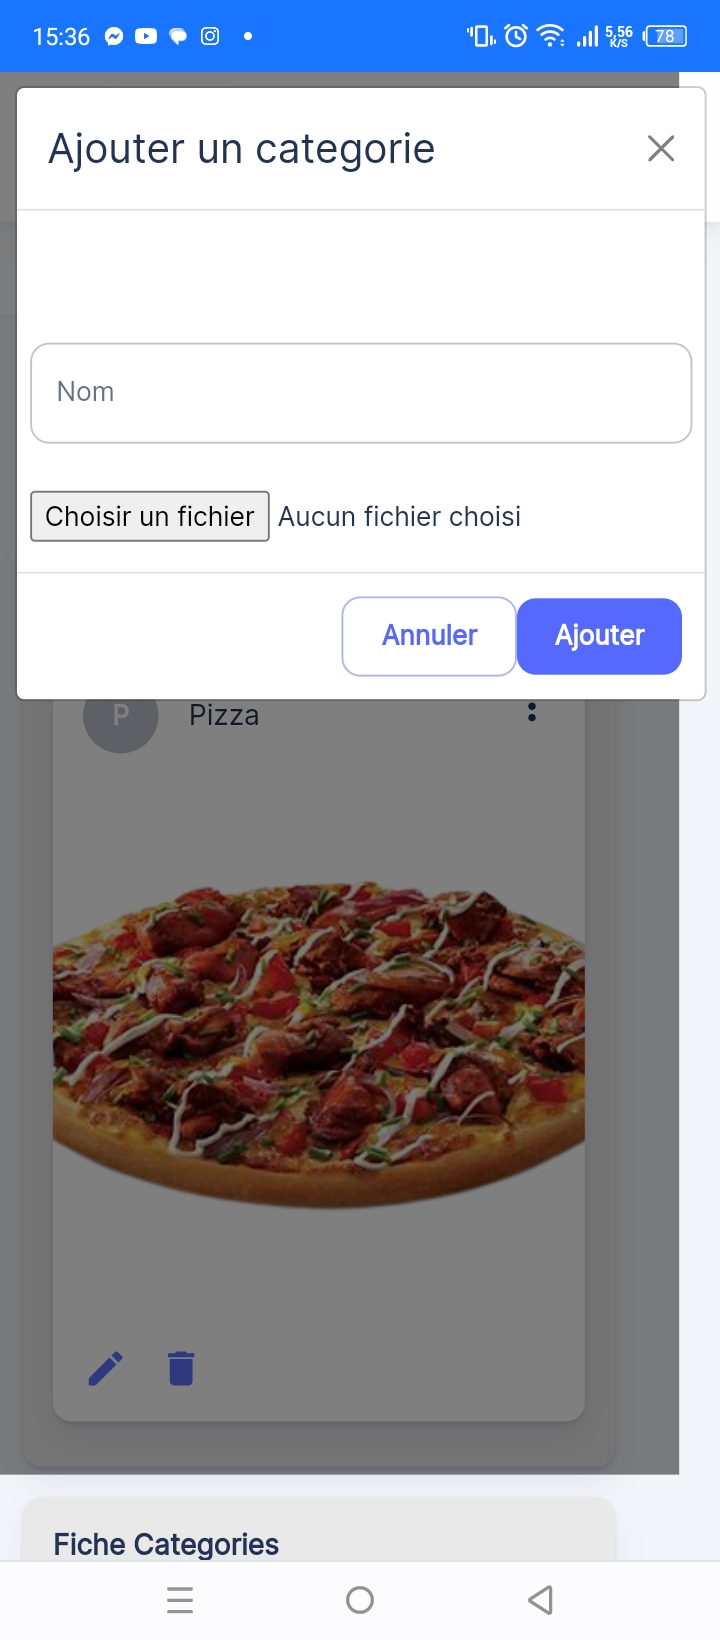 15:36 5,56 K/S 78
Ajouter un categorie
Nom
Choisir un fichier Aucun fichier choisi
Annuler Ajouter
P Pizza
Fiche Categories